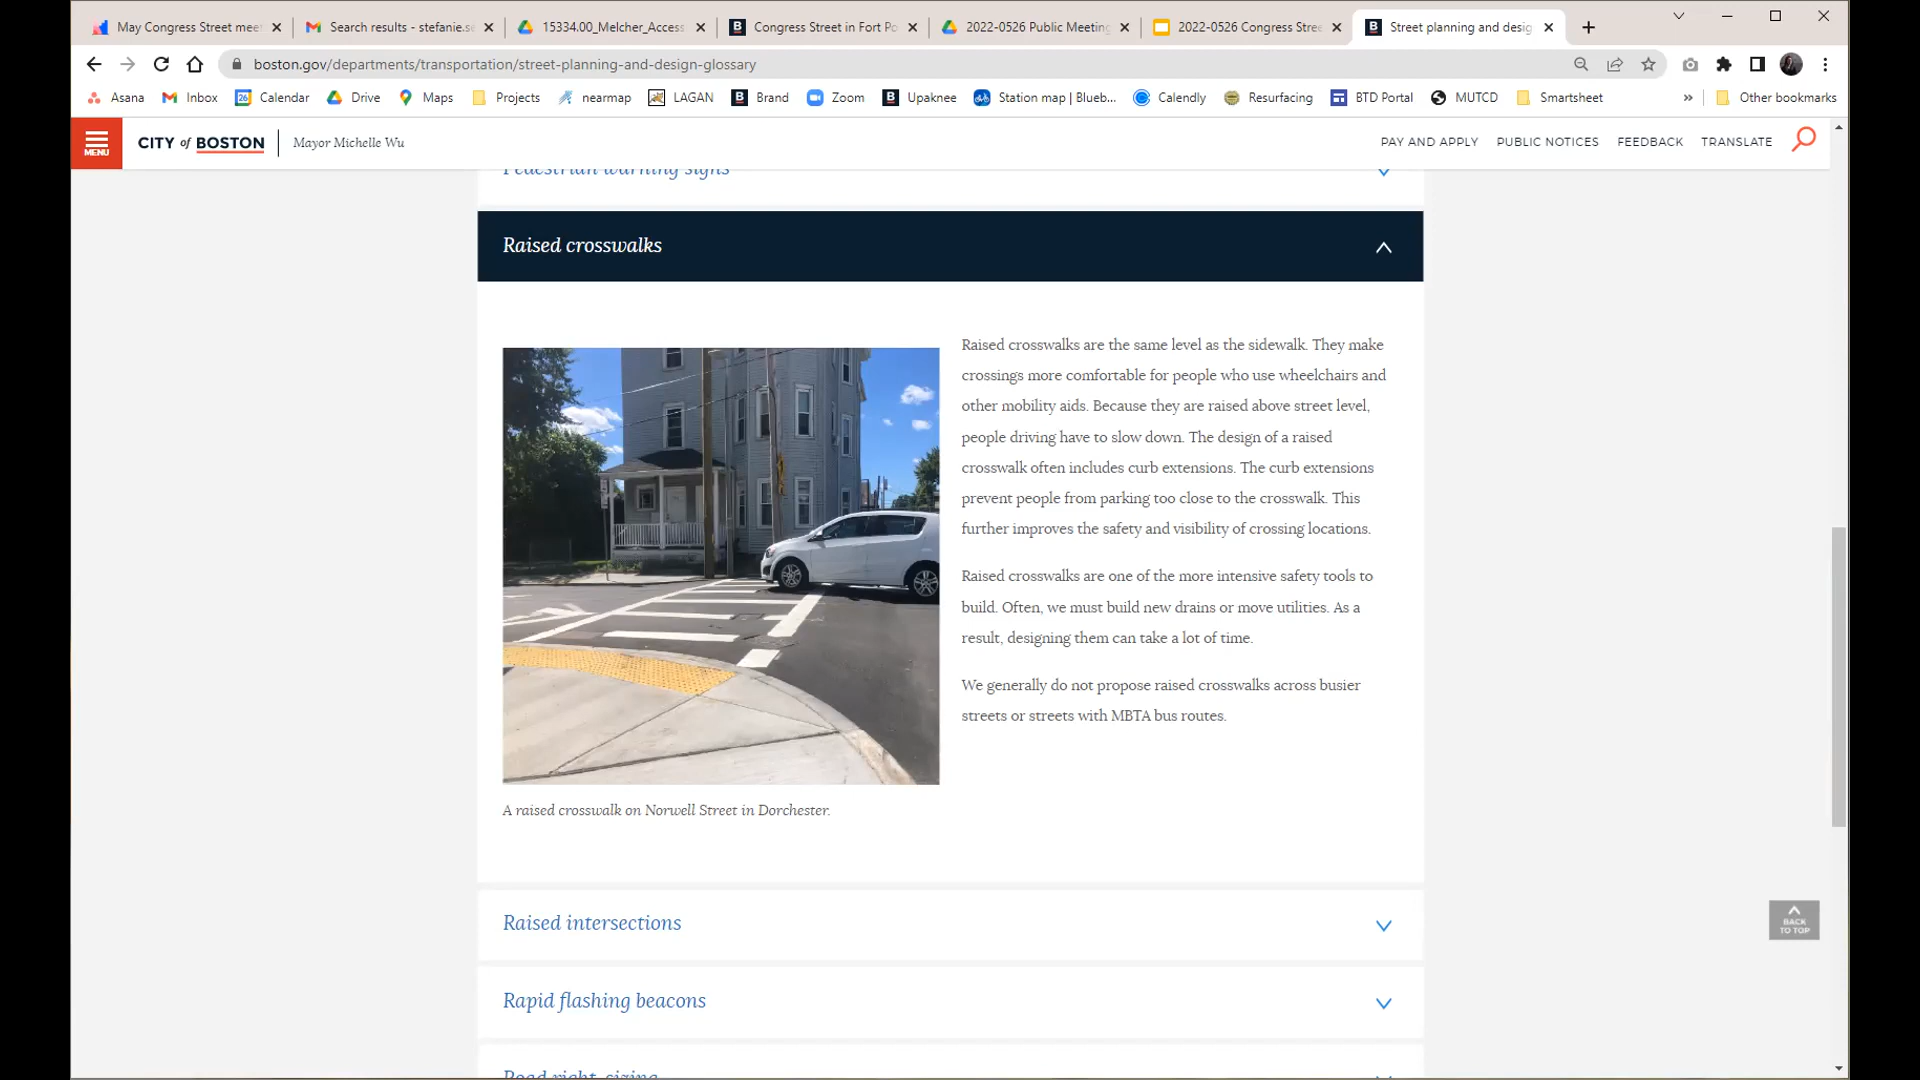 May Congress Street mee
Search results - stefanie.se
15334.00_Melcher_Access
Congress Street in Fort Po
2022-0526 Public Meeting
2022-0526 Congress Stree
Street planning and desig
boston.gov/departments/transportation/street-planning-and-design-glossary
Asana
Inbox
26 Calendar
Drive
Maps
Projects
nearmap
LAGAN
B Brand
Zoom
B Upaknee
Station map | Blueb...
Calendly
Resurfacing
BTD Portal
MUTCD
Smartsheet
» Other bookmarks
MENU
CITY of BOSTON
Mayor Michelle Wu
PAY AND APPLY
PUBLIC NOTICES
FEEDBACK
TRANSLATE
Pedestrian warning signs
Raised crosswalks
Raised crosswalks are the same level as the sidewalk. They make
crossings more comfortable for people who use wheelchairs and
other mobility aids. Because they are raised above street level,
people driving have to slow down. The design of a raised
crosswalk often includes curb extensions. The curb extensions
prevent people from parking too close to the crosswalk. This
further improves the safety and visibility of crossing locations.
Raised crosswalks are one of the more intensive safety tools to
build. Often, we must build new drains or move utilities. As a
result, designing them can take a lot of time.
We generally do not propose raised crosswalks across busier
streets or streets with MBTA bus routes.
A raised crosswalk on Norwell Street in Dorchester.
Raised intersections
BACK
TO TOP
Rapid flashing beacons
Road right-sizing